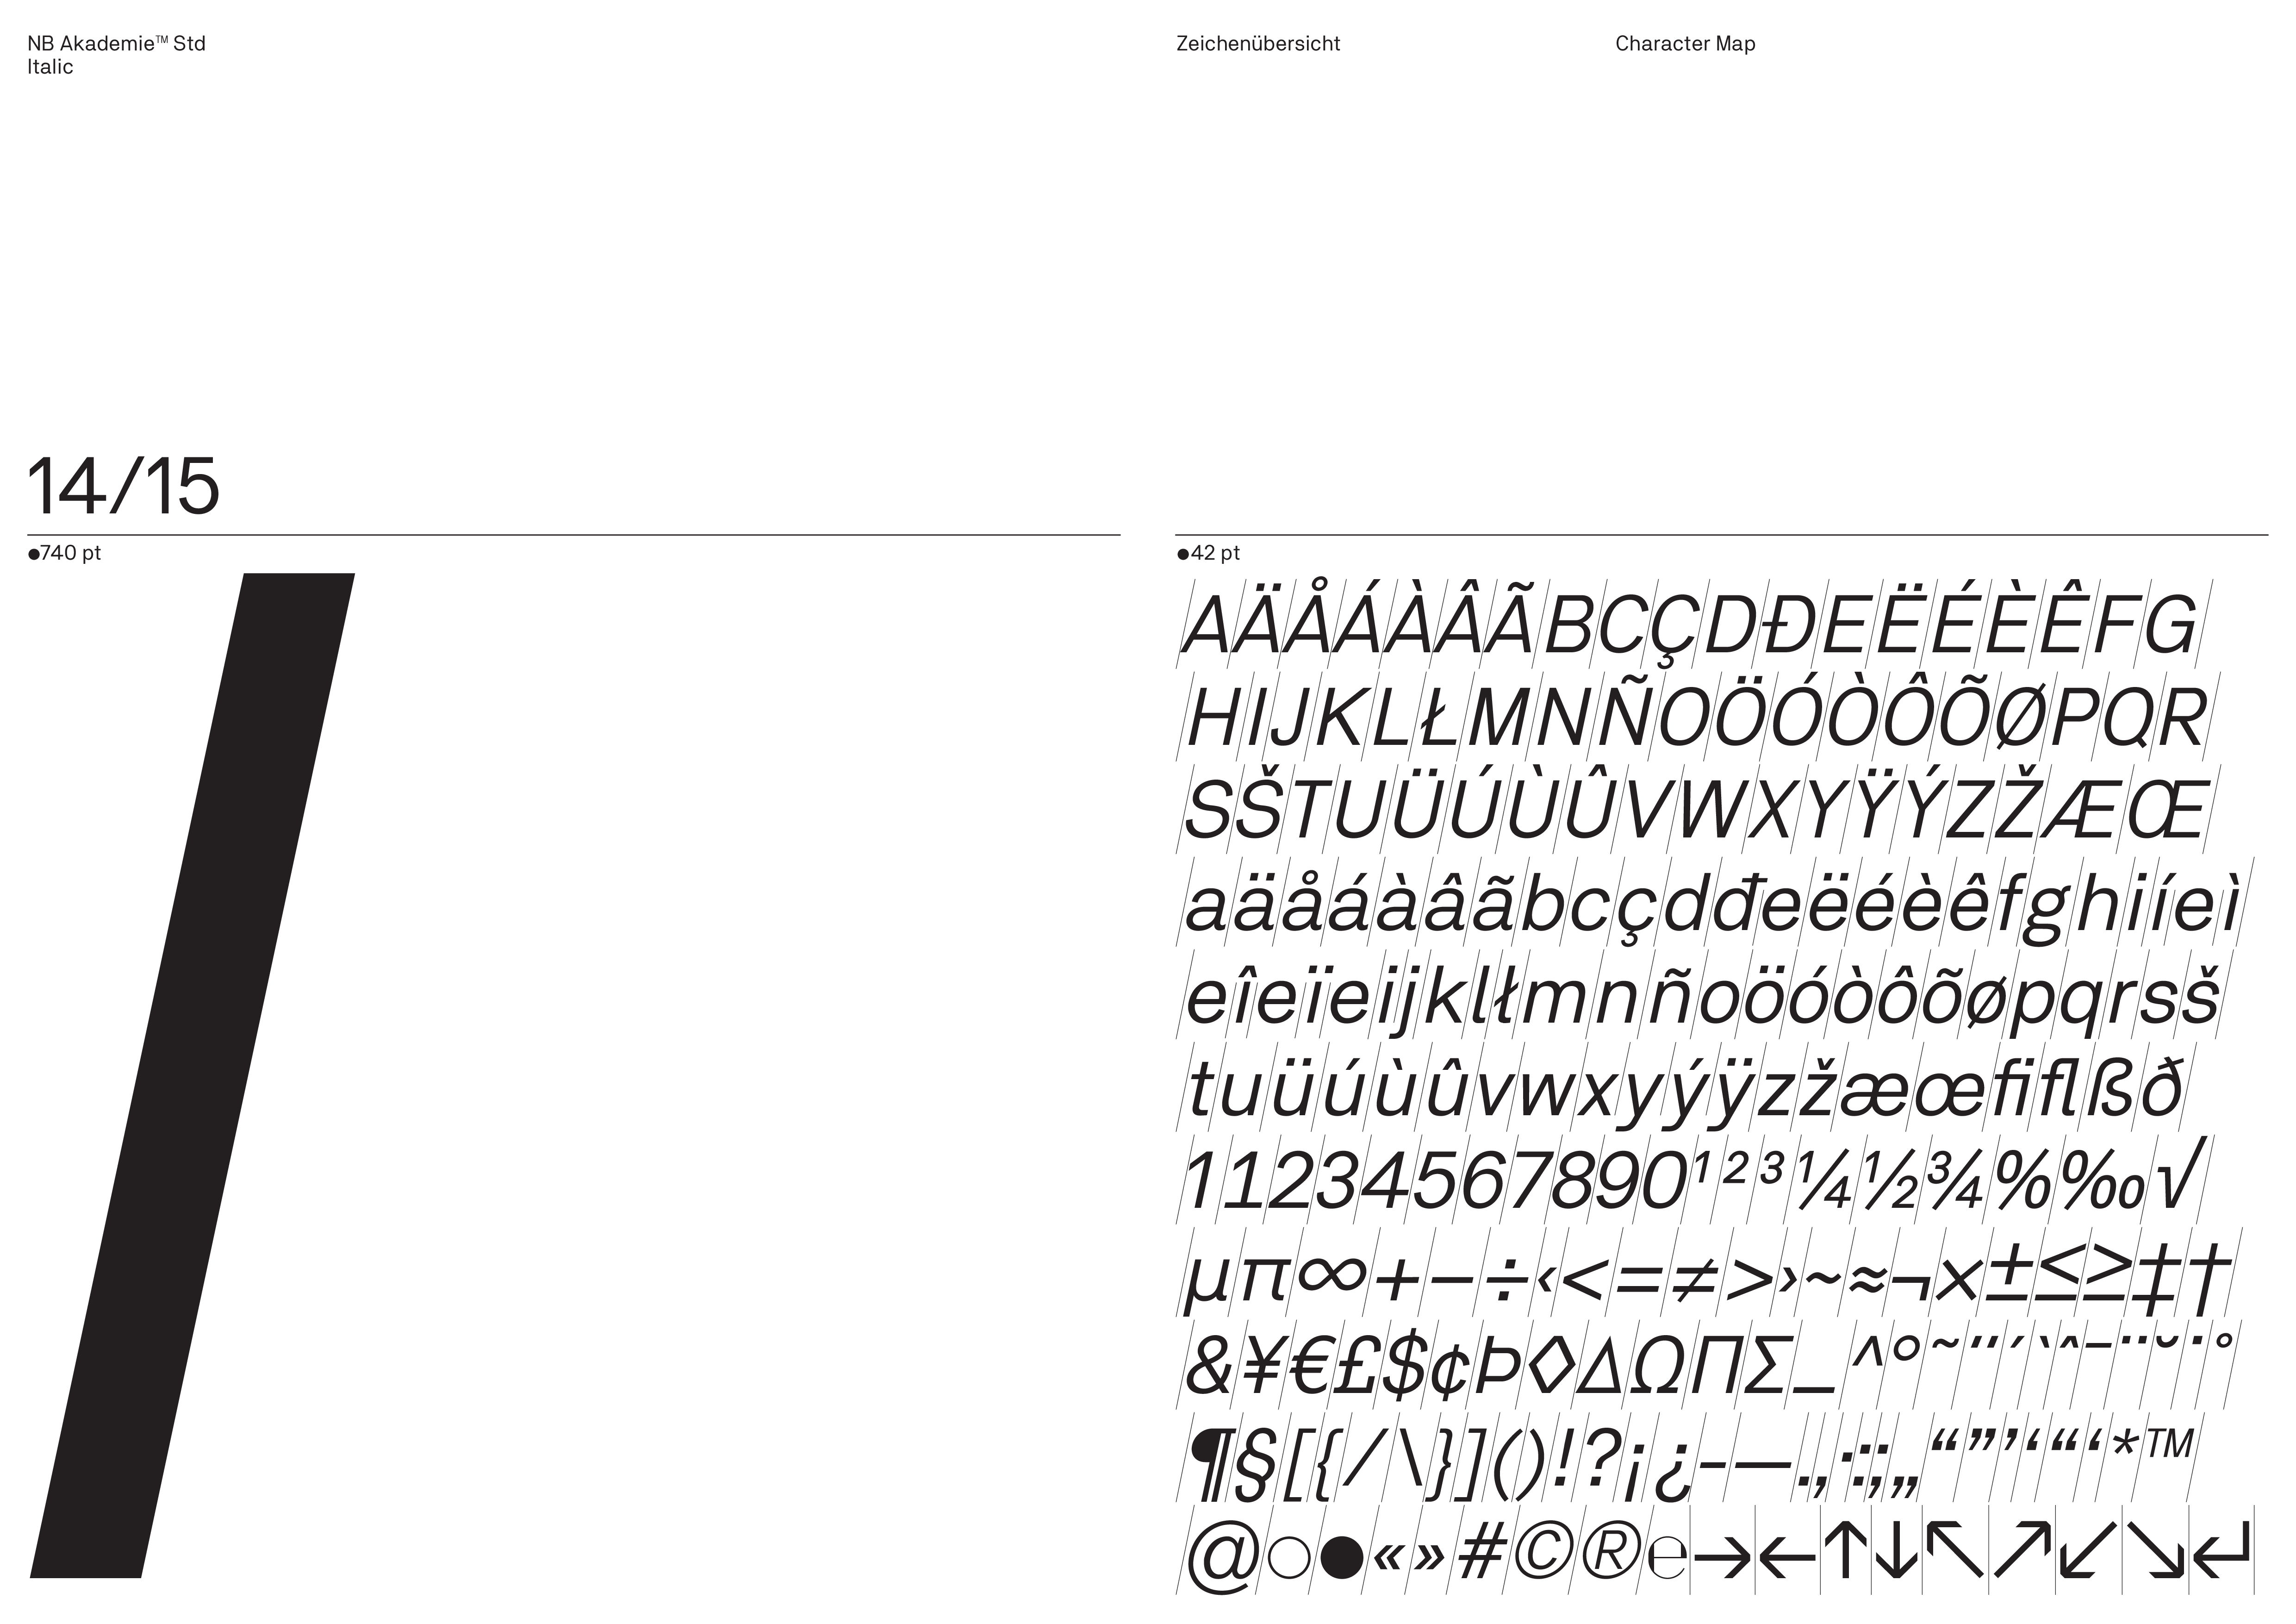 NB Akademie™ Std
Italic
Zeichenübersicht
Character Map
14/15
●740 pt
l
●42 pt
AÄÅÁÀÂÃBCÇDĐEËÉÈÊFG
HIJKLŁMNÑOÖÓÒÔÕØPQR
SŠTUÜÚÙÛVWXYŸÝZŽÆŒ
aäåáàâãbcçdđeëéèêfghiíeì
eîeïeijklłmnñoöóòôõøpqrsš
tuüúùûvwxyýÿzžæœfiflßð
11234567890¹²³¼½¾%‰√
µπ∞+−÷‹<=≠>›~≈¬×±≤≥‡†
&¥€£$¢Þ◊∆ΩΠΣ_^°˜˝´`ˆ¯¨˘˙˚
¶§[{/\}]()!?¡¿-–—.,·:…;„“”’‘“‘*™
@○●«»#©®℮→←↑↓↖↗↙↘↵